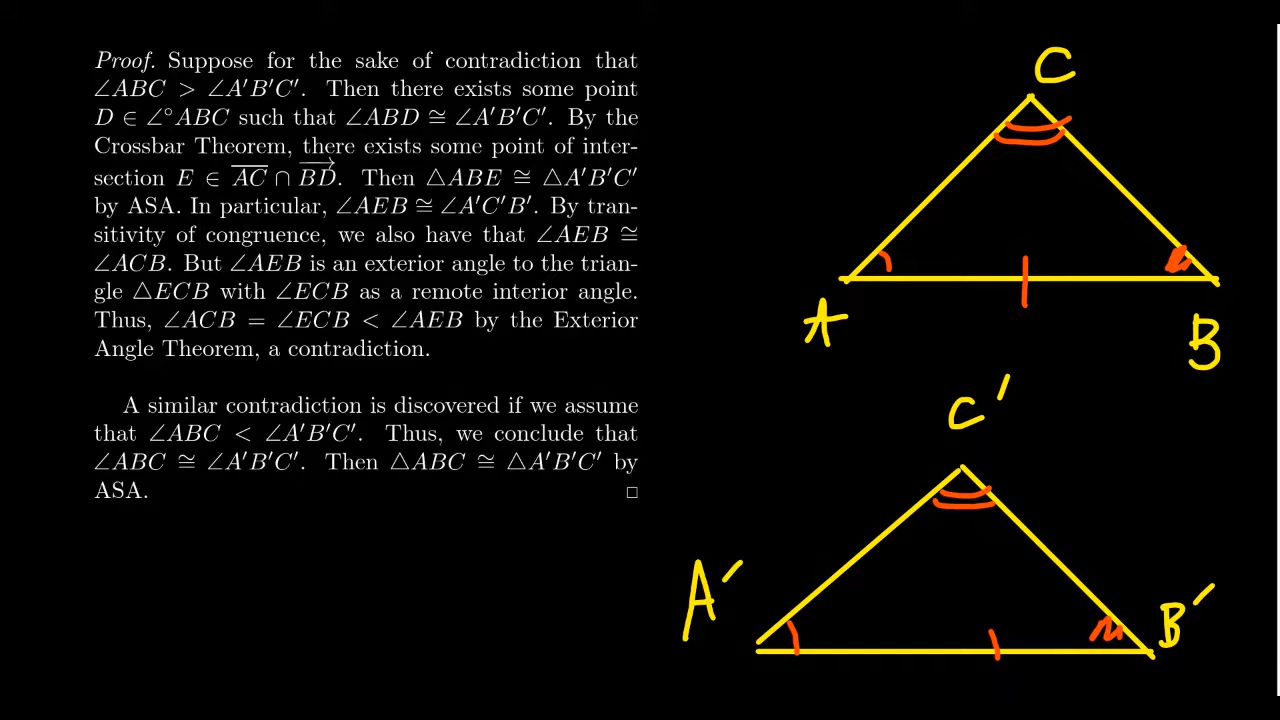 Proof. Suppose for the sake of contradiction that
∠ABC > ∠A′B′C′. Then there exists some point
D ∈ ∠°ABC such that ∠ABD ≅ ∠A′B′C′. By the
Crossbar Theorem, there exists some point of inter-
section E ∈ \overline{AC} ∩ \overrightarrow{BD}. Then △ABE ≅ △A′B′C′
by ASA. In particular, ∠AEB ≅ ∠A′C′B′. By tran-
sitivity of congruence, we also have that ∠AEB ≅
∠ACB. But ∠AEB is an exterior angle to the trian-
gle △ECB with ∠ECB as a remote interior angle.
Thus, ∠ACB = ∠ECB < ∠AEB by the Exterior
Angle Theorem, a contradiction.
A similar contradiction is discovered if we assume
that ∠ABC < ∠A′B′C′. Thus, we conclude that
∠ABC ≅ ∠A′B′C′. Then △ABC ≅ △A′B′C′ by
ASA. □
C
A
B
C′
A′
B′